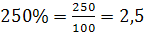 250% = 250/100 = 2,5